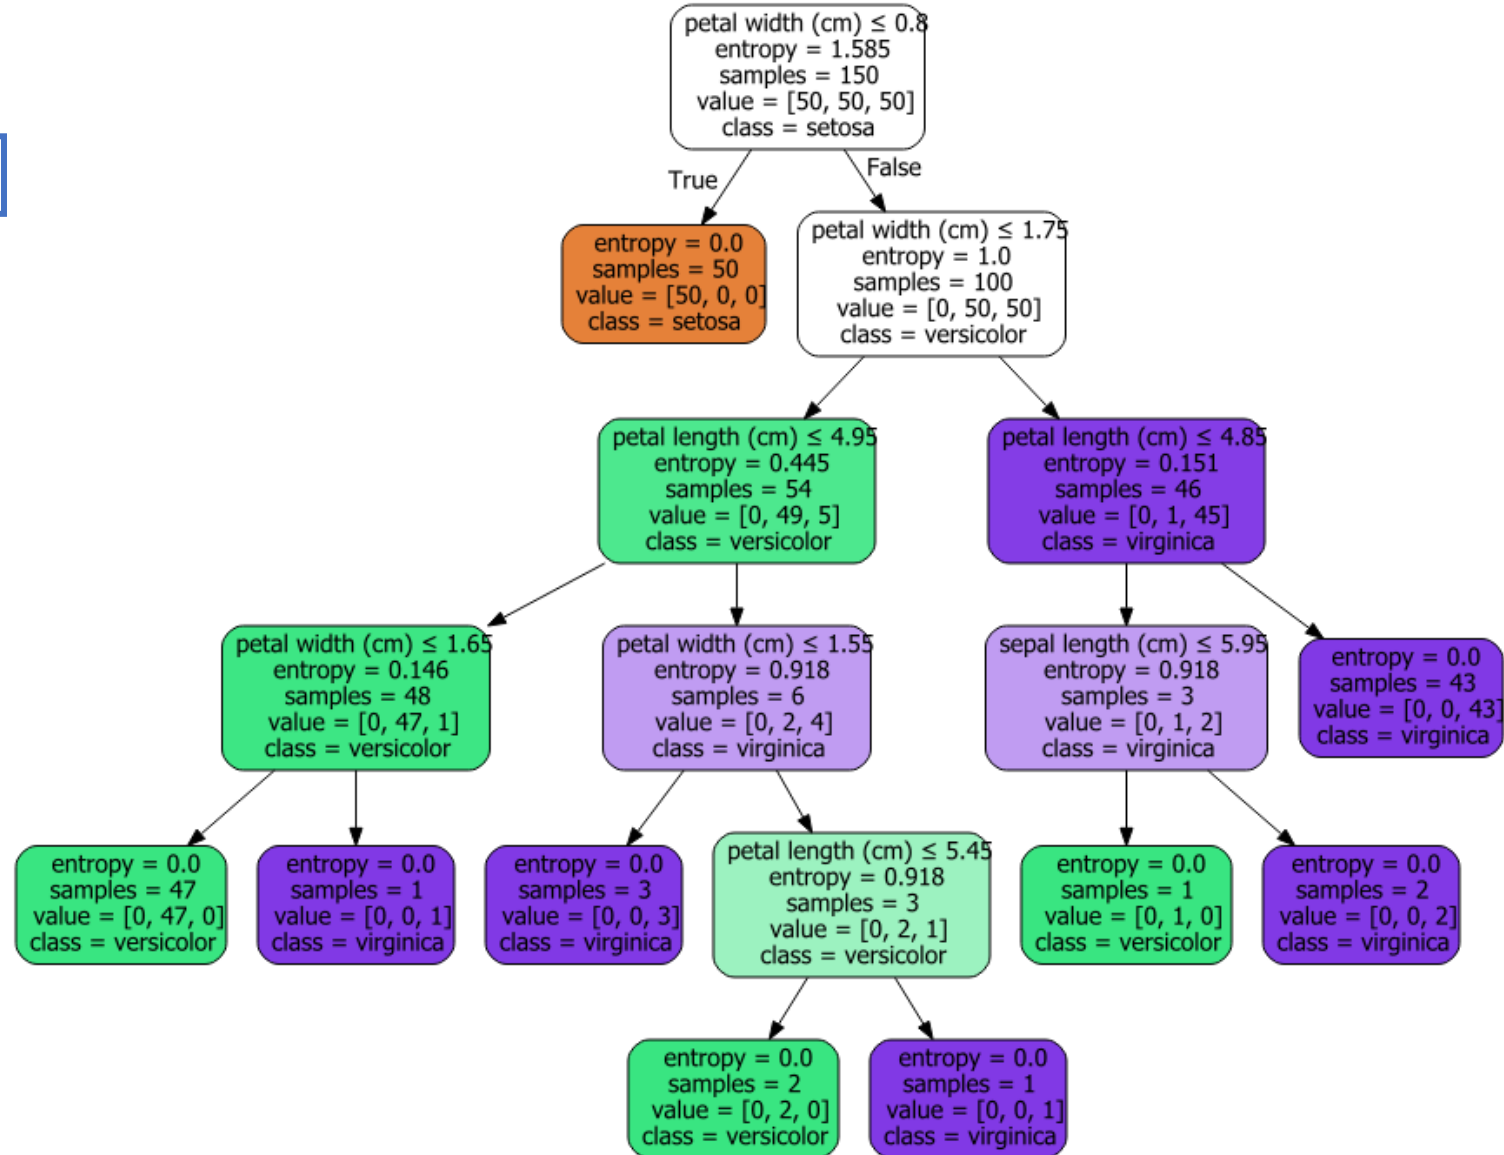 petal width (cm) ≤ 0.8
entropy = 1.585
samples = 150
value = [50, 50, 50]
class = setosa
True
False
entropy = 0.0
samples = 50
value = [50, 0, 0]
class = setosa
petal width (cm) ≤ 1.75
entropy = 1.0
samples = 100
value = [0, 50, 50]
class = versicolor
petal length (cm) ≤ 4.95
entropy = 0.445
samples = 54
value = [0, 49, 5]
class = versicolor
petal length (cm) ≤ 4.85
entropy = 0.151
samples = 46
value = [0, 1, 45]
class = virginica
petal width (cm) ≤ 1.65
entropy = 0.146
samples = 48
value = [0, 47, 1]
class = versicolor
petal width (cm) ≤ 1.55
entropy = 0.918
samples = 6
value = [0, 2, 4]
class = virginica
sepal length (cm) ≤ 5.95
entropy = 0.918
samples = 3
value = [0, 1, 2]
class = virginica
entropy = 0.0
samples = 43
value = [0, 0, 43]
class = virginica
entropy = 0.0
samples = 47
value = [0, 47, 0]
class = versicolor
entropy = 0.0
samples = 1
value = [0, 0, 1]
class = virginica
entropy = 0.0
samples = 3
value = [0, 0, 3]
class = virginica
petal length (cm) ≤ 5.45
entropy = 0.918
samples = 3
value = [0, 2, 1]
class = versicolor
entropy = 0.0
samples = 1
value = [0, 1, 0]
class = versicolor
entropy = 0.0
samples = 2
value = [0, 0, 2]
class = virginica
entropy = 0.0
samples = 2
value = [0, 2, 0]
class = versicolor
entropy = 0.0
samples = 1
value = [0, 0, 1]
class = virginica